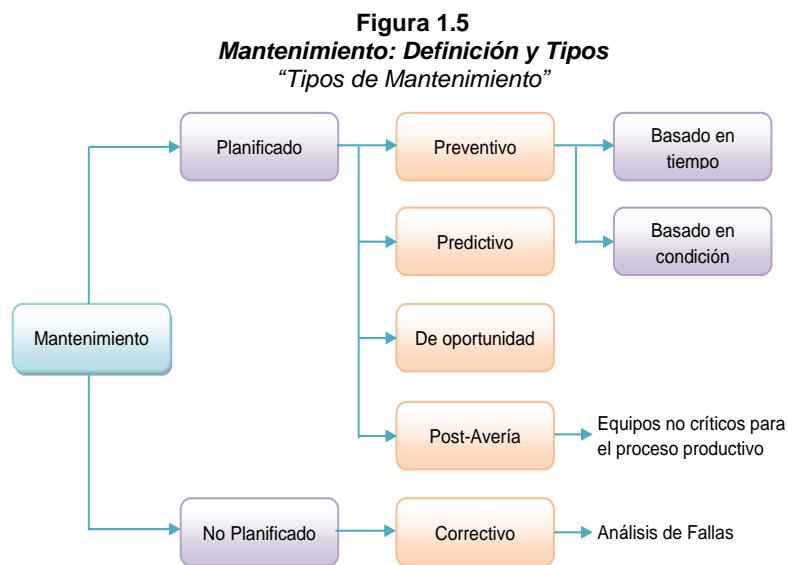 Figura 1.5
Mantenimiento: Definición y Tipos
“Tipos de Mantenimiento”
Planificado
Preventivo
Basado en
tiempo
Predictivo
Basado en
condición
Mantenimiento
De oportunidad
Post-Avería
Equipos no críticos para
el proceso productivo
No Planificado
Correctivo
Análisis de Fallas